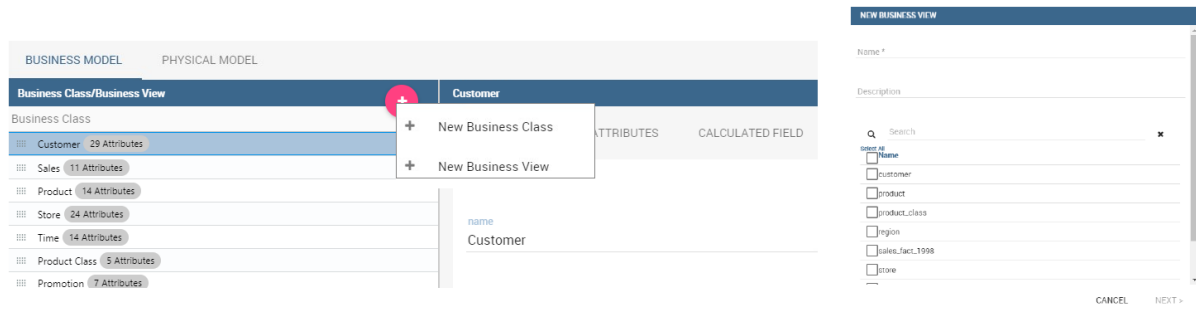 BUSINESS MODEL PHYSICAL MODEL
Business Class/Business View
Business Class
Customer 29 Attributes
Sales 11 Attributes
Product 14 Attributes
Store 24 Attributes
Time 14 Attributes
Product Class 5 Attributes
Promotion 7 Attributes
+
+ New Business Class
+ New Business View
Customer
ATTRIBUTES CALCULATED FIELD
name
Customer
NEW BUSINESS VIEW
Name *
Description
Search
Select All
Name
customer
product
product_class
region
sales_fact_1998
store
CANCEL NEXT >